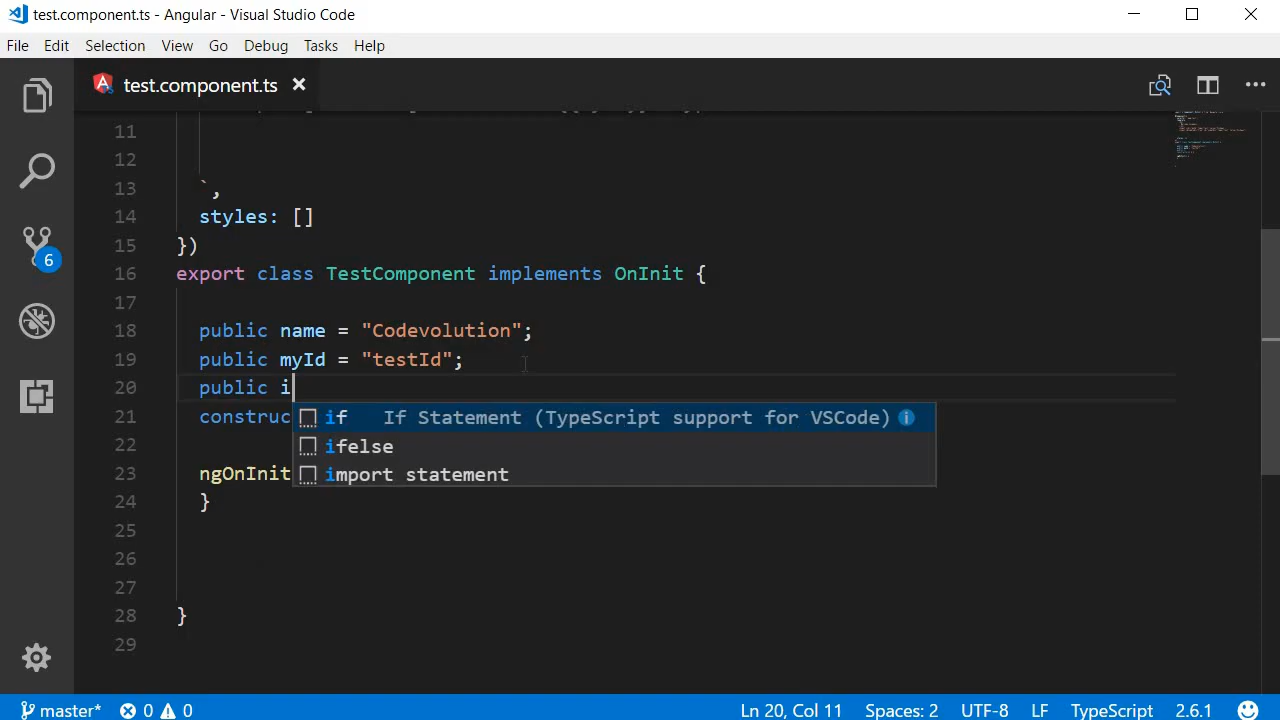 test.component.ts - Angular - Visual Studio Code
File Edit Selection View Go Debug Tasks Help
test.component.ts
11
12
13 `,
14 styles: []
15 })
16 export class TestComponent implements OnInit {
17
18 public name = "Codevolution";
19 public myId = "testId";
20 public i
21 construc
if If Statement (TypeScript support for VSCode)
22
ifelse
23 ngOnInit
import statement
24 }
25
26
27
28 }
29
6
master* 0 0 Ln 20, Col 11 Spaces: 2 UTF-8 LF TypeScript 2.6.1